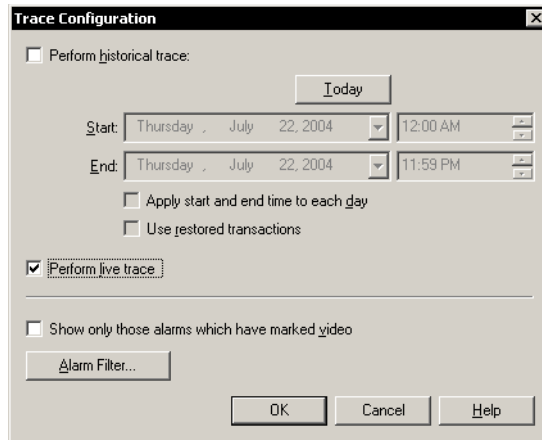 Trace Configuration
Perform historical trace:
Today
Start: Thursday , July 22, 2004 12:00 AM
End: Thursday , July 22, 2004 11:59 PM
Apply start and end time to each day
Use restored transactions
Perform live trace
Show only those alarms which have marked video
Alarm Filter...
OK Cancel Help